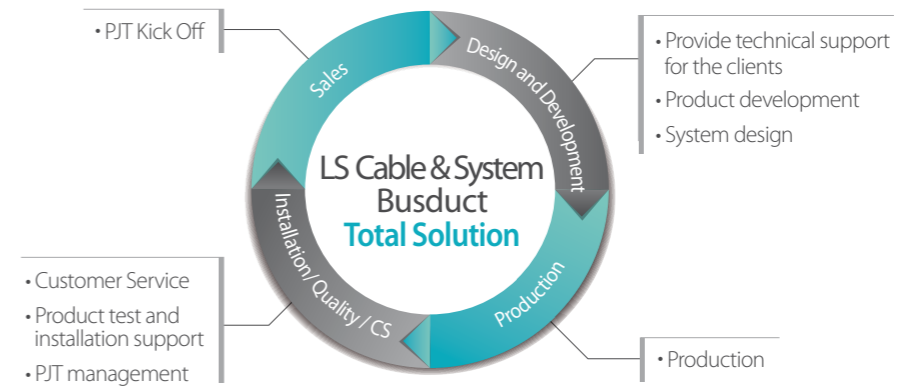 • PJT Kick Off
Sales
Design and Development
• Provide technical support
for the clients
• Product development
• System design
LS Cable & System
Busduct
Total Solution
Installation / Quality / CS
Production
• Customer Service
• Product test and
installation support
• PJT management
• Production